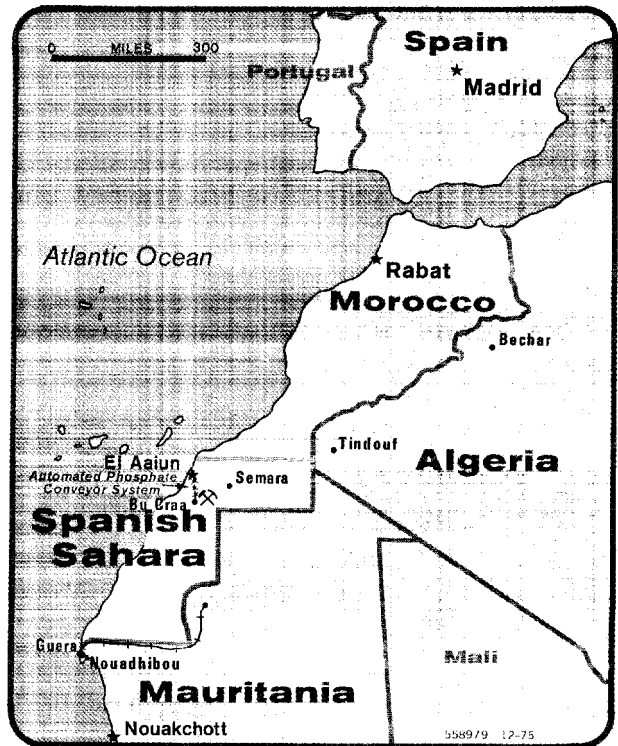 0 MILES 300
Spain
Portugal
Madrid
Atlantic Ocean
Rabat
Morocco
Bechar
Tindouf
El Aaiun
Algeria
Automated Phosphate
Conveyor System
Semara
Bu Craa
Spanish
Sahara
Guera
Nouadhibou
Mali
Mauritania
Nouakchott
558979 12-75